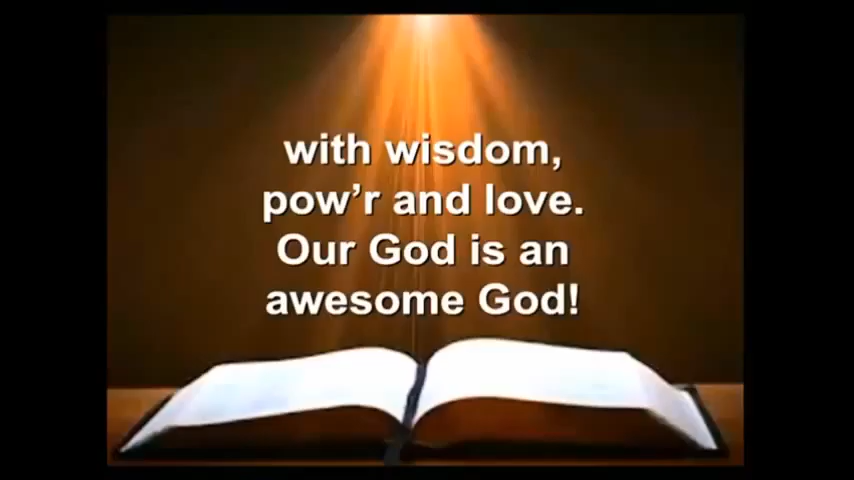 with wisdom,
pow’r and love.
Our God is an
awesome God!